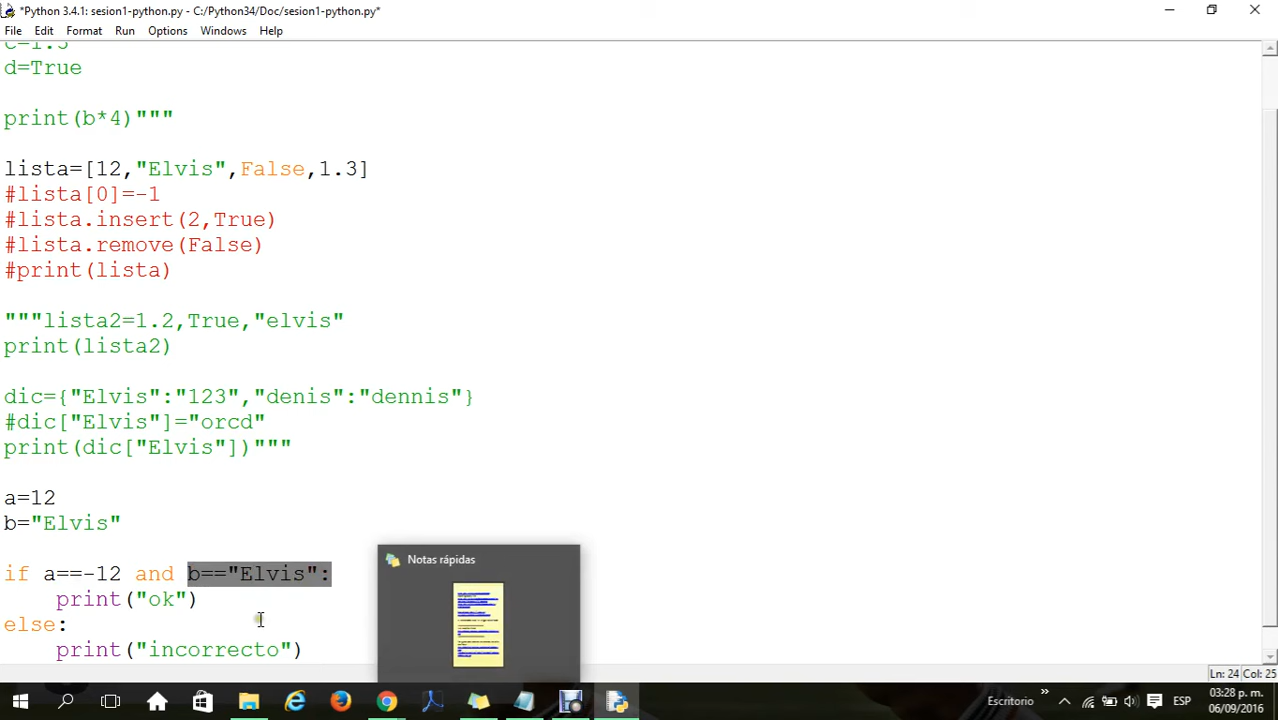 *Python 3.4.1: sesion1-python.py - C:/Python34/Doc/sesion1-python.py*
File Edit Format Run Options Windows Help
c=1.3
d=True
print(b*4)"""
lista=[12,"Elvis",False,1.3]
#lista[0]=-1
#lista.insert(2,True)
#lista.remove(False)
#print(lista)
"""lista2=1.2,True,"elvis"
print(lista2)
dic={"Elvis":"123","denis":"dennis"}
#dic["Elvis"]="orcd"
print(dic["Elvis"])"""
a=12
b="Elvis"
if a==-12 and b=="Elvis":
    print("ok")
else:
    print("incorrecto")
Notas rápidas
Ln: 24 Col: 25
Escritorio
ESP
03:28 p. m.
06/09/2016